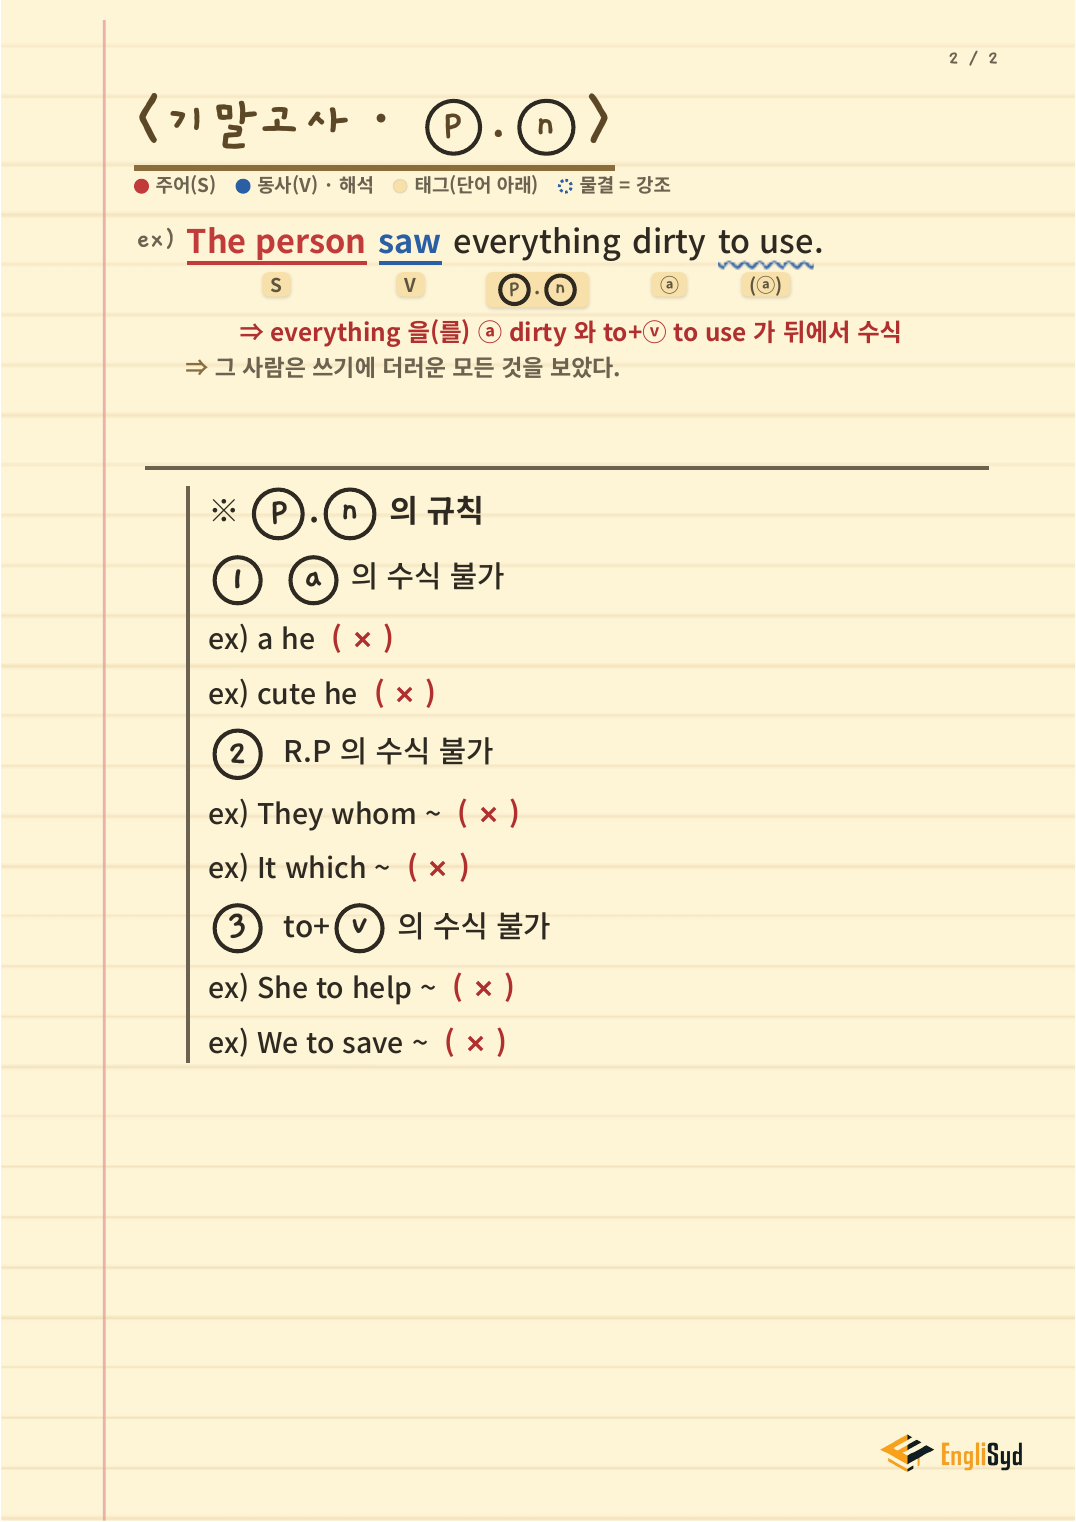 2 / 2
〈기말고사 · ⓟ.ⓝ〉
주어(S) 동사(V) · 해석 태그(단어 아래) 물결 = 강조
ex) The person saw everything dirty to use.
S V ⓟ.ⓝ ⓐ (ⓐ)
⇒ everything 을(를) ⓐ dirty 와 to+ⓥ to use 가 뒤에서 수식
⇒ 그 사람은 쓰기에 더러운 모든 것을 보았다.
※ ⓟ.ⓝ 의 규칙
① ⓐ 의 수식 불가
ex) a he ( × )
ex) cute he ( × )
② R.P 의 수식 불가
ex) They whom ~ ( × )
ex) It which ~ ( × )
③ to+ⓥ 의 수식 불가
ex) She to help ~ ( × )
ex) We to save ~ ( × )
EngliSyd